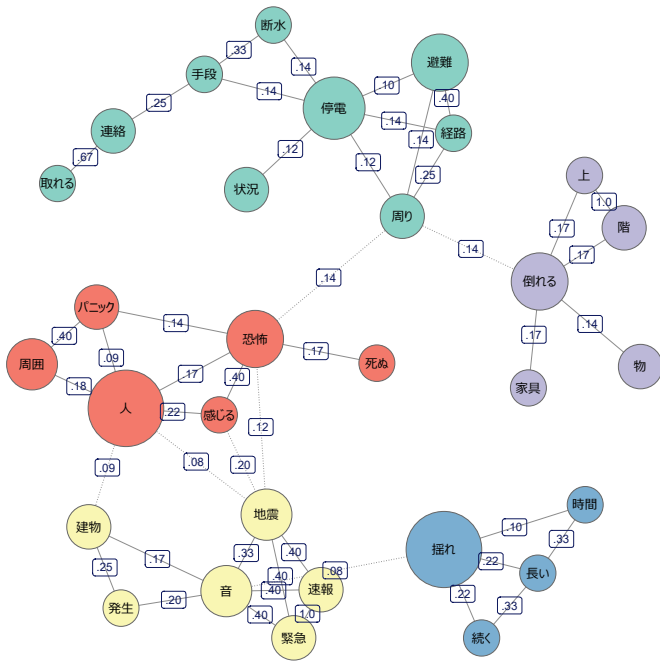 断水
.33
手段
.14
避難
.10
停電
.40
.14
.25
連絡
.14
経路
.14
.67
.12
.12
.25
取れる
状況
上
1.0
周り
階
.17
.14
.17
.14
倒れる
パニック
.14
恐怖
.17
.14
.40
.09
.17
死ぬ
周囲
.18
.40
家具
物
人
.22
感じる
.12
.08
.20
.09
地震
時間
建物
.10
.17
.33
.40
揺れ
.33
.25
.40
.08
.22
長い
音
.40
速報
.22
.20
発生
.40
1.0
.33
緊急
続く